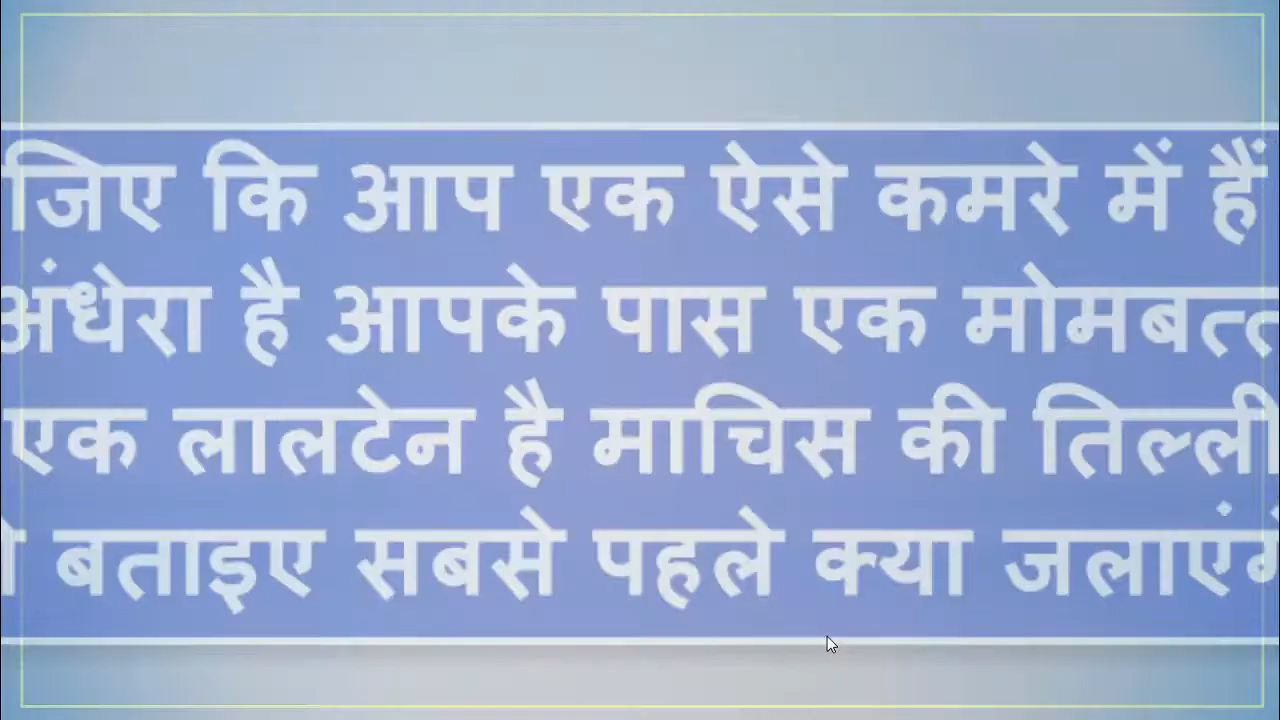 जिए कि आप एक ऐसे कमरे में हैं
अंधेरा है आपके पास एक मोमबत्त
एक लालटेन है माचिस की तिल्ली
बताइए सबसे पहले क्या जलाएंगे